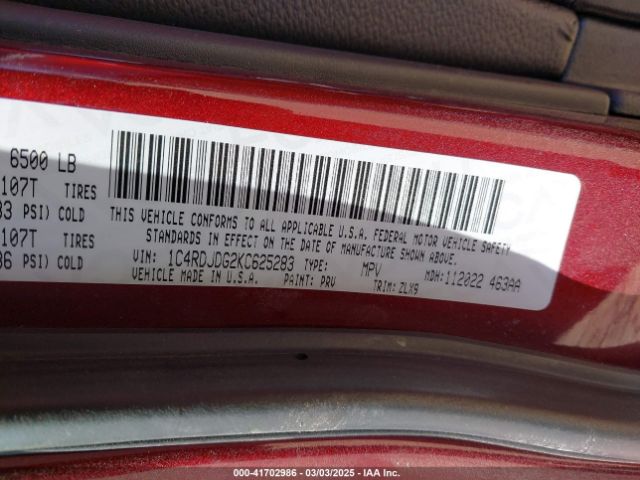 6500 LB
107T TIRES
33 PSI) COLD
107T TIRES
36 PSI) COLD
THIS VEHICLE CONFORMS TO ALL APPLICABLE U.S.A. FEDERAL MOTOR VEHICLE SAFETY
STANDARDS IN EFFECT ON THE DATE OF MANUFACTURE SHOWN ABOVE.
VIN: 1C4RDJDG2KC625283 TYPE: MPV MDH: 112022 463AA
VEHICLE MADE IN U.S.A. PAINT: PRV TRIM: ZLX9
000-41702986 - 03/03/2025 - IAA Inc.